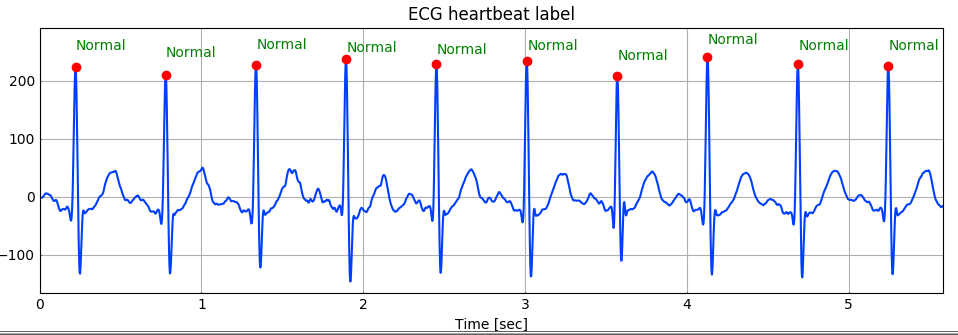 ECG heartbeat label
Normal Normal Normal Normal Normal Normal Normal Normal Normal Normal
200
100
0
−100
0 1 2 3 4 5
Time [sec]